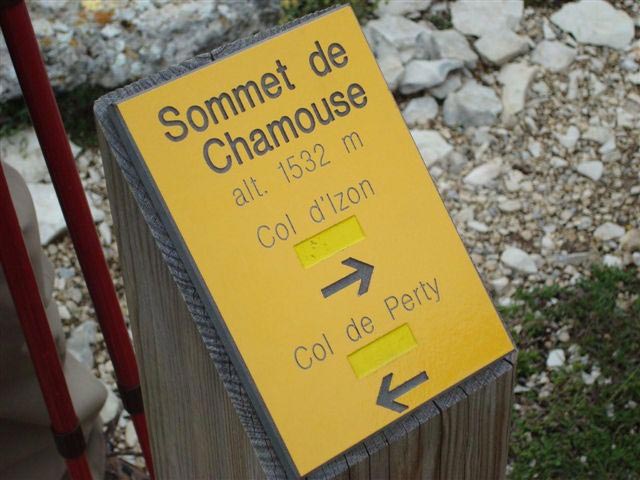 Sommet de
Chamouse
alt. 1532 m
Col d'Izon
Col de Perty